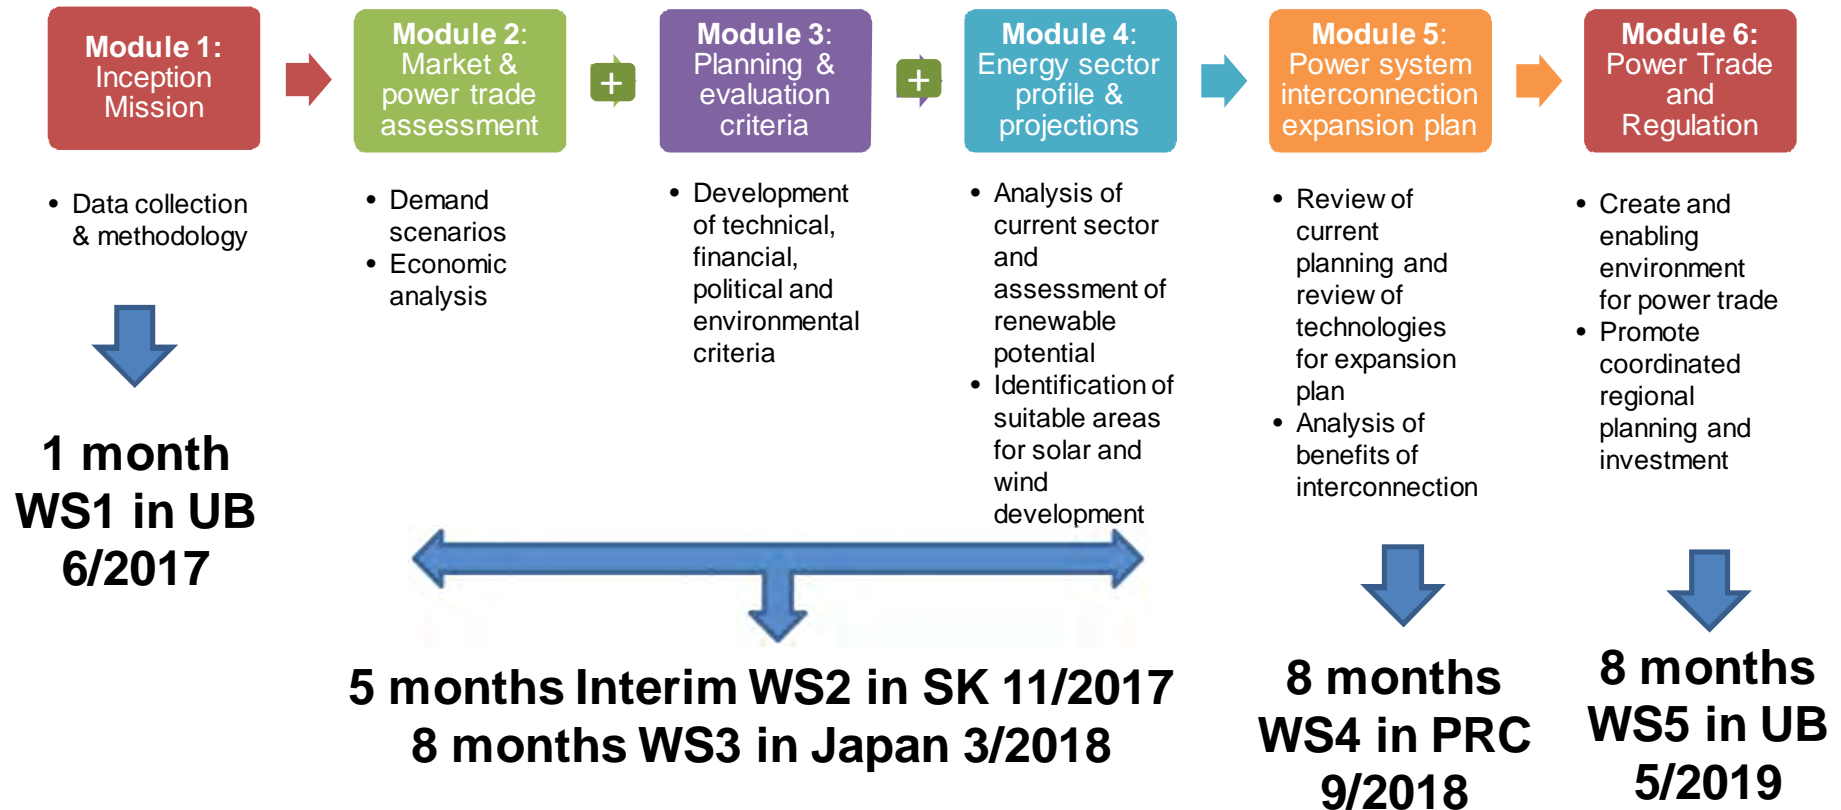 Module 1:
Inception
Mission
Module 2:
Market &
power trade
assessment
+
Module 3:
Planning &
evaluation
criteria
+
Module 4:
Energy sector
profile &
projections
Module 5:
Power system
interconnection
expansion plan
Module 6:
Power Trade
and
Regulation
• Data collection
& methodology
• Demand
scenarios
• Economic
analysis
• Development
of technical,
financial,
political and
environmental
criteria
• Analysis of
current sector
and
assessment of
renewable
potential
• Identification of
suitable areas
for solar and
wind
development
• Review of
current
planning and
review of
technologies
for expansion
plan
• Analysis of
benefits of
interconnection
• Create and
enabling
environment
for power trade
• Promote
coordinated
regional
planning and
investment
1 month
WS1 in UB
6/2017
5 months Interim WS2 in SK 11/2017
8 months WS3 in Japan 3/2018
8 months
WS4 in PRC
9/2018
8 months
WS5 in UB
5/2019